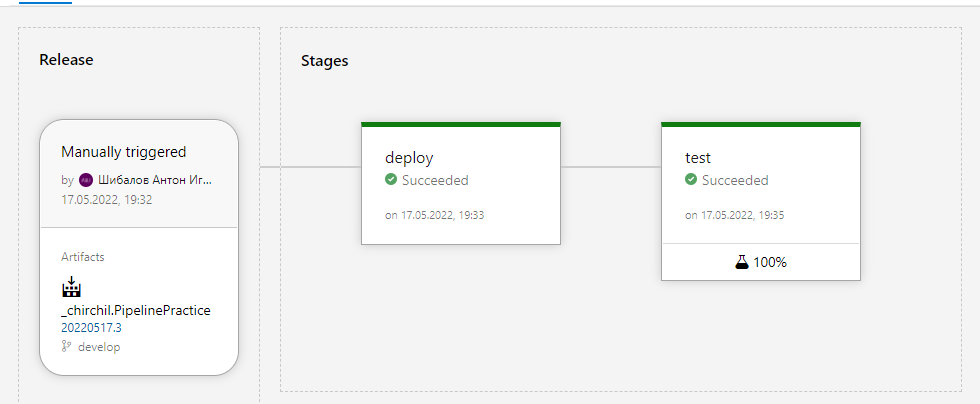 Release
Manually triggered
by Шибалов Антон Иг...
17.05.2022, 19:32
Artifacts
_chirchil.PipelinePractice
20220517.3
develop
Stages
deploy
Succeeded
on 17.05.2022, 19:33
test
Succeeded
on 17.05.2022, 19:35
100%